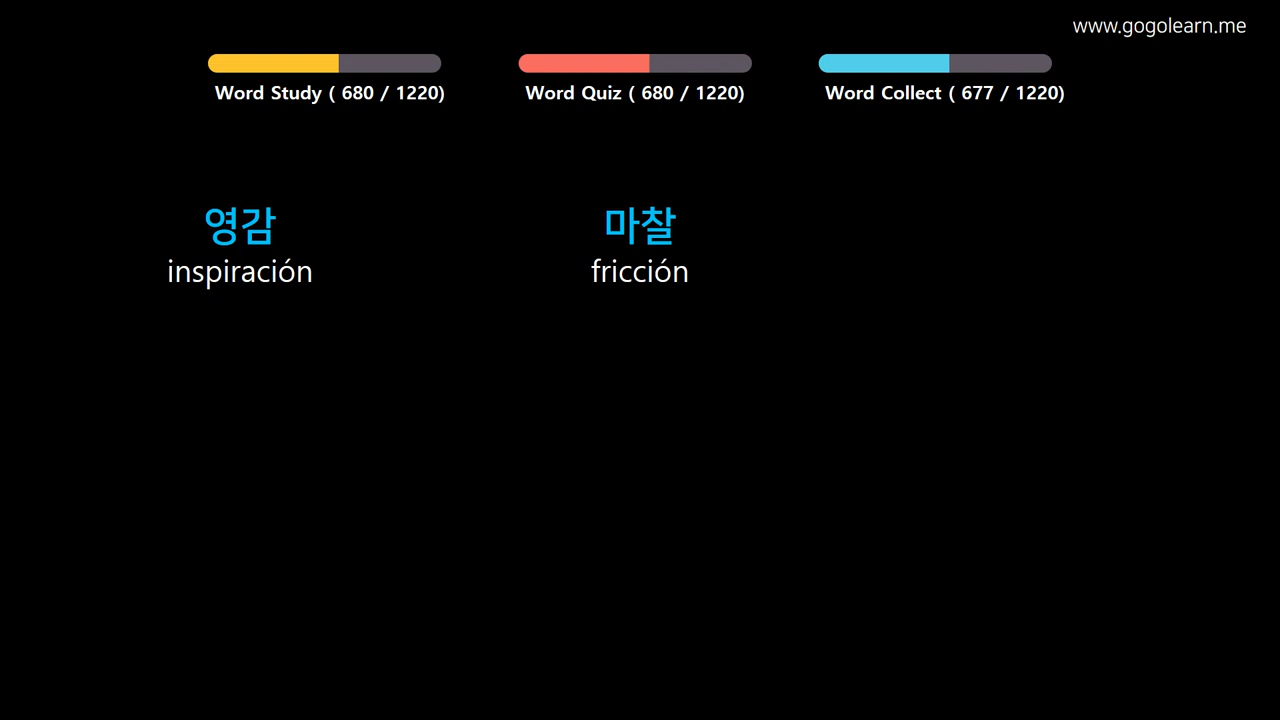 www.gogolearn.me
Word Study ( 680 / 1220)
Word Quiz ( 680 / 1220)
Word Collect ( 677 / 1220)
영감
inspiración
마찰
fricción